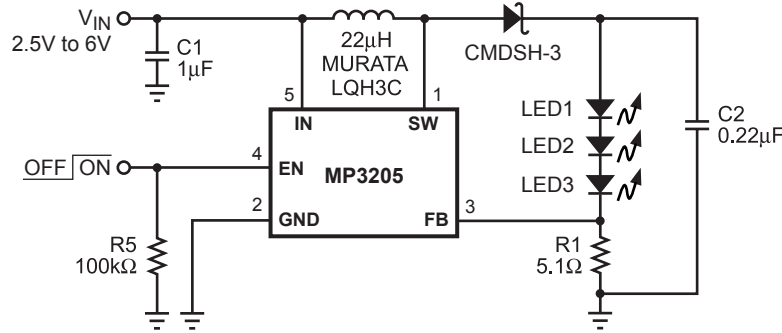 VIN
2.5V to 6V
C1
1μF
22μH
MURATA
LQH3C
CMDSH-3
5
1
IN
SW
LED1
LED2
LED3
C2
0.22μF
OFF ON
4
EN
MP3205
2
GND
FB
3
R5
100kΩ
R1
5.1Ω